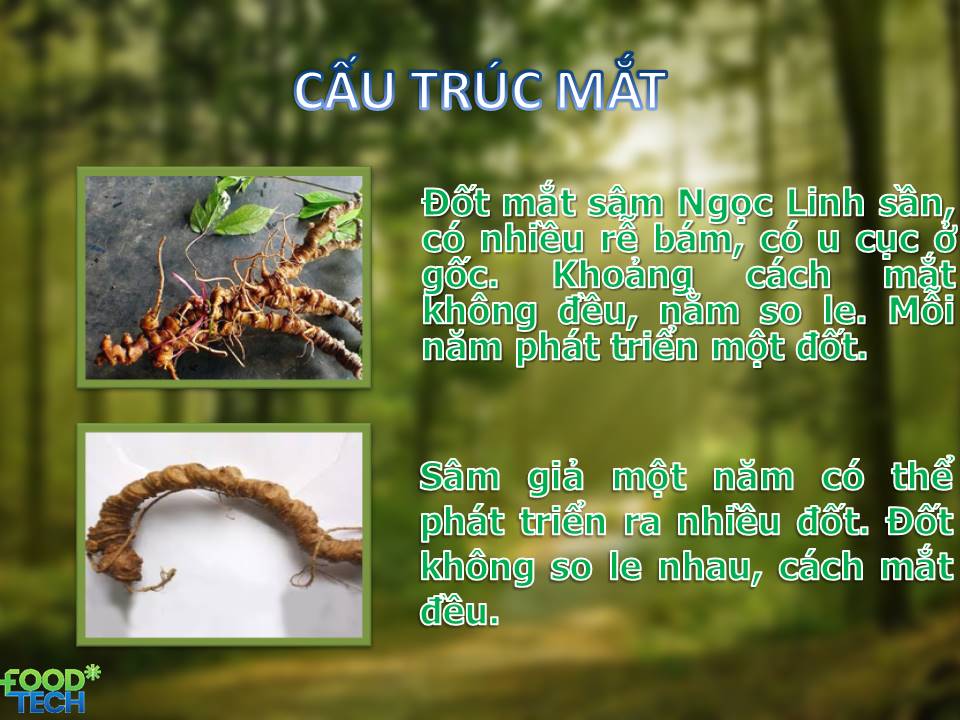 CẤU TRÚC MẮT
Đốt mắt sâm Ngọc Linh sần,
có nhiều rễ bám, có u cục ở
gốc. Khoảng cách mắt
không đều, nằm so le. Mỗi
năm phát triển một đốt.
Sâm giả một năm có thể
phát triển ra nhiều đốt. Đốt
không so le nhau, cách mắt
đều.
FOOD
TECH